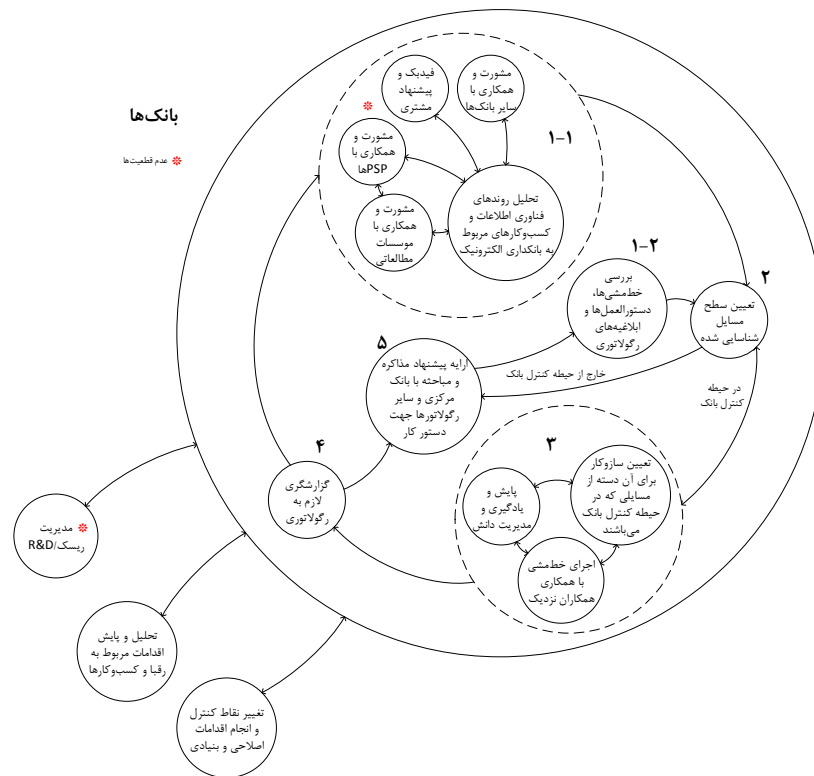 بانک‌ها
عدم قطعیت‌ها
۱-۱
فیدبک و
پیشنهاد
مشتری
مشورت و
همکاری با
سایر بانک‌ها
مشورت و
همکاری با
PSPها
مشورت و
همکاری با
موسسات
مطالعاتی
تحلیل روندهای
فناوری اطلاعات و
کسب‌وکارهای مربوط
به بانکداری الکترونیک
۱-۲
بررسی
خط‌مشی‌ها،
دستورالعمل‌ها و
ابلاغیه‌های
رگولاتوری
۲
تعیین سطح
مسایل
شناسایی شده
خارج از حیطه کنترل بانک
در حیطه
کنترل بانک
۵
ارایه پیشنهاد مذاکره
و مباحثه با بانک
مرکزی و سایر
رگولاتورها جهت
دستور کار
۳
تعیین سازوکار
برای آن دسته از
مسایلی که در
حیطه کنترل بانک
می‌باشند
پایش و
یادگیری و
مدیریت دانش
اجرای خط‌مشی
با همکاری
همکاران نزدیک
۴
گزارشگری
لازم به
رگولاتوری
مدیریت
ریسک/R&D
تحلیل و پایش
اقدامات مربوط به
رقبا و کسب‌وکارها
تغییر نقاط کنترل
و انجام اقدامات
اصلاحی و بنیادی